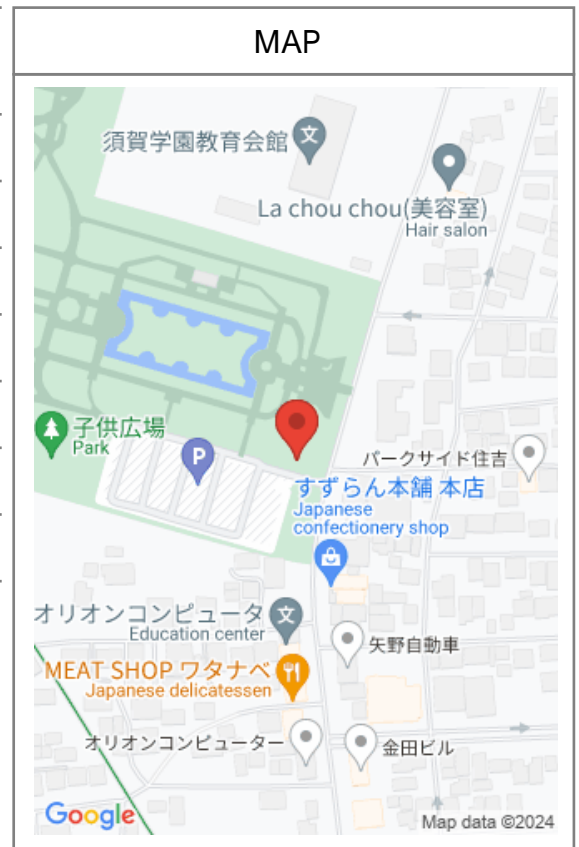 MAP
須賀学園教育会館
文
La chou chou(美容室)
Hair salon
子供広場
Park
P
パークサイド住吉
すずらん本舗 本店
Japanese
confectionery shop
オリオンコンピュータ
文
Education center
矢野自動車
MEAT SHOP ワタナベ
Japanese delicatessen
オリオンコンピューター
金田ビル
Google
Map data ©2024